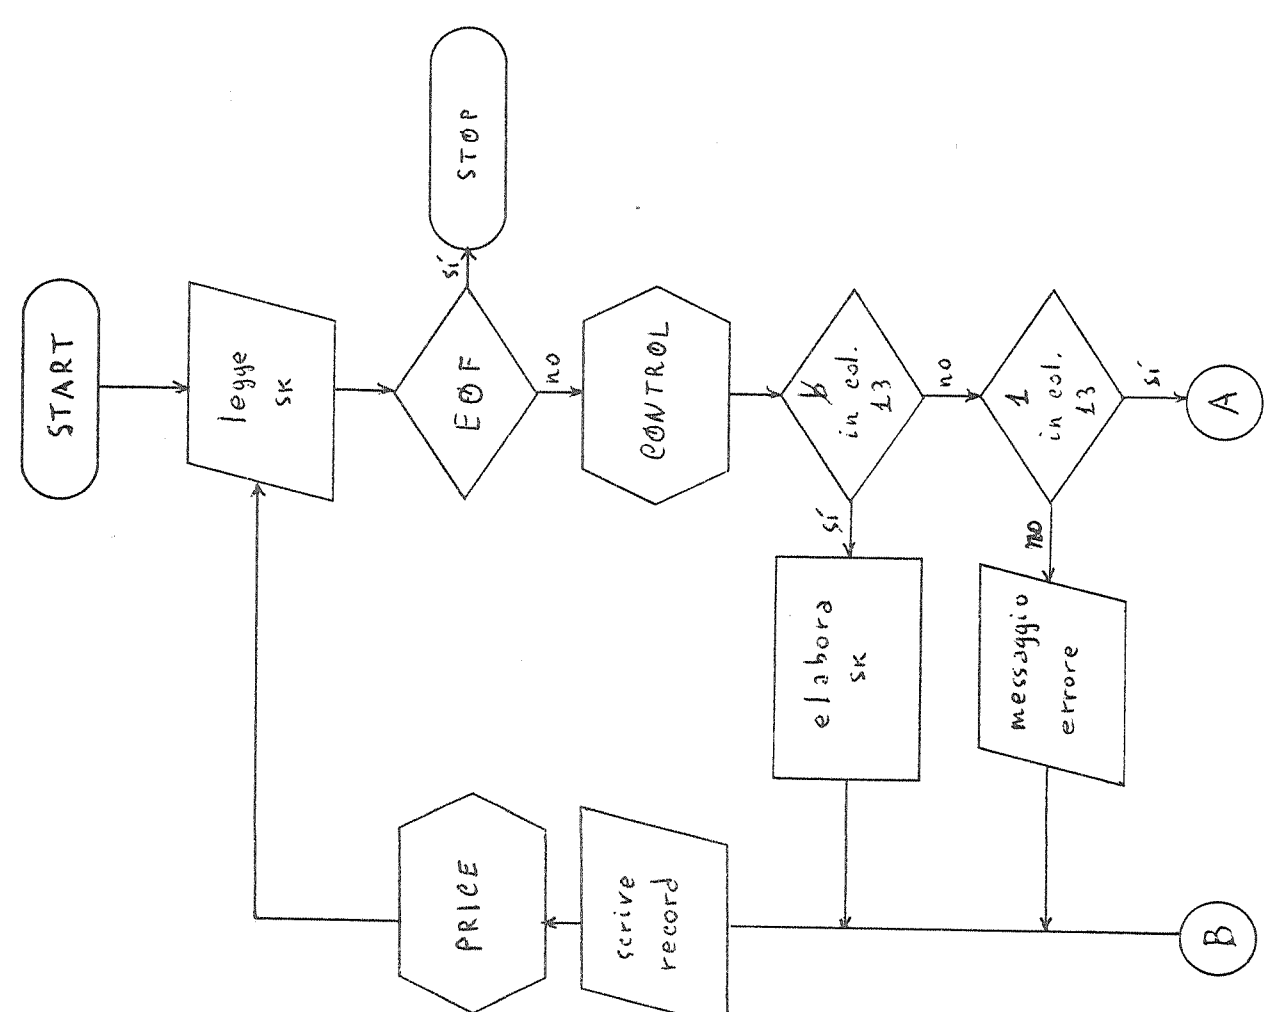 START
legge
sk
EOF
sí
STOP
no
CONTROL
ƀ
in col.
13
sí
no
elabora
sk
1
in col.
13
no
sí
messaggio
errore
A
B
scrive
record
PRICE